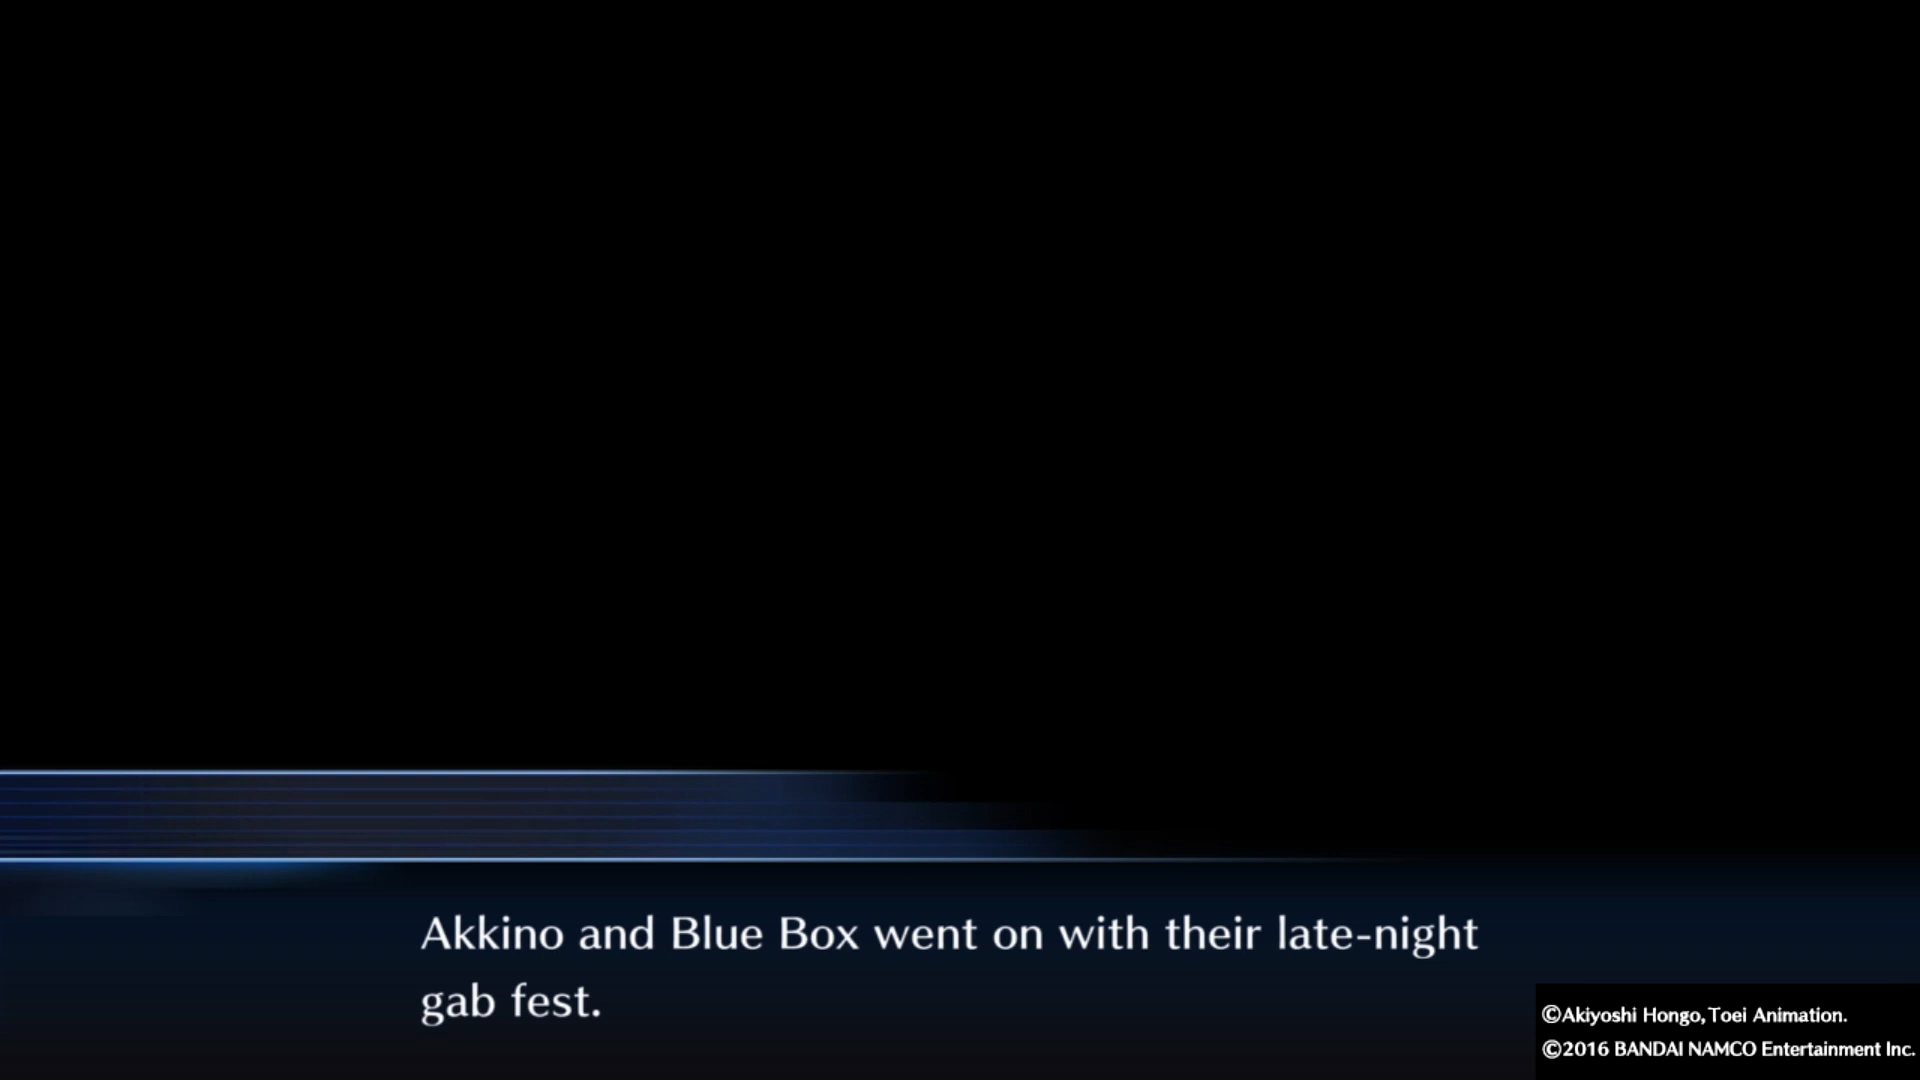 Akkino and Blue Box went on with their late-night
gab fest.
©Akiyoshi Hongo, Toei Animation.
©2016 BANDAI NAMCO Entertainment Inc.